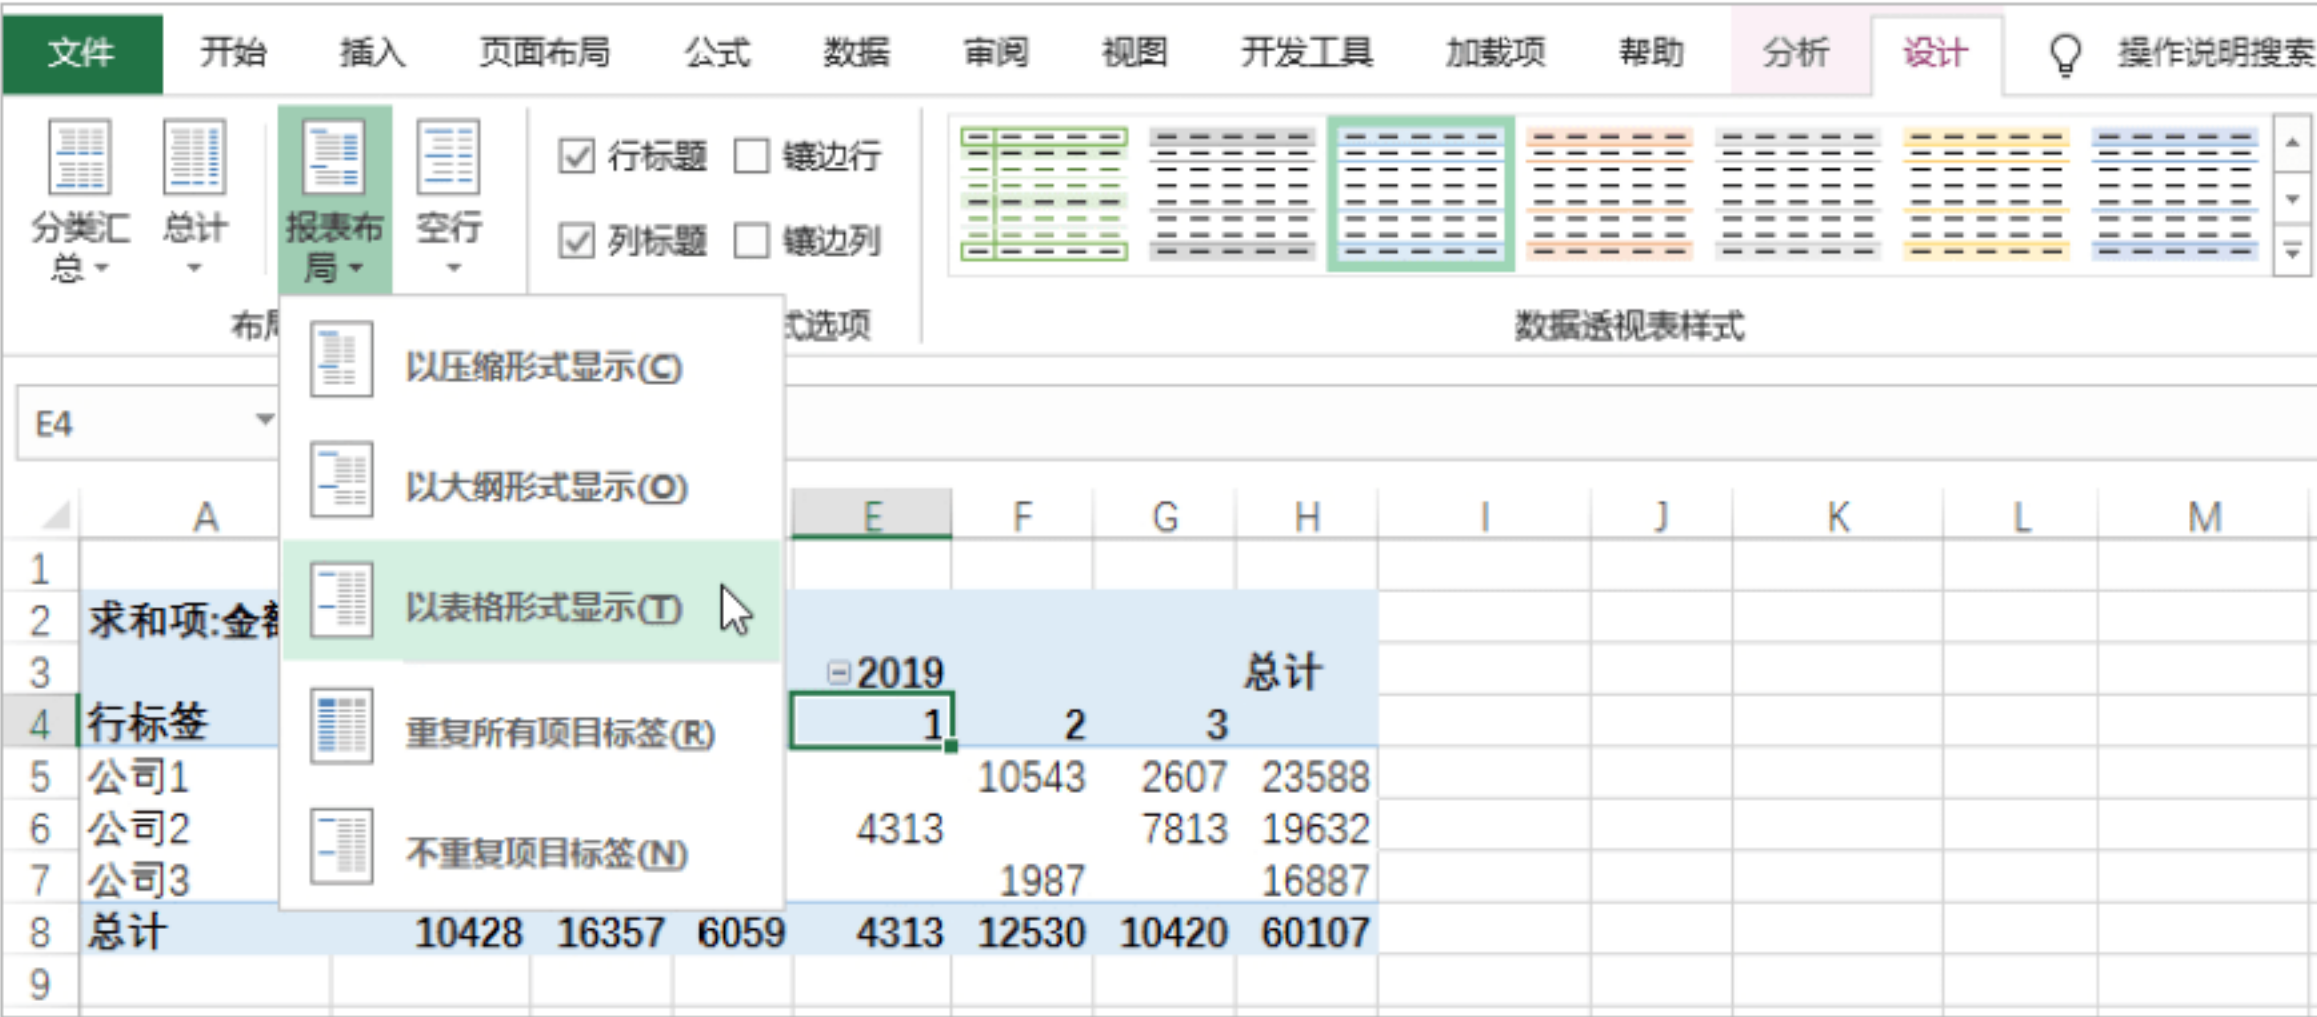 文件 开始 插入 页面布局 公式 数据 审阅 视图 开发工具 加载项 帮助 分析 设计 操作说明搜索
分类汇总 总计 报表布局 空行
行标题 镶边行
列标题 镶边列
布局 式选项 数据透视表样式
以压缩形式显示(C)
E4
以大纲形式显示(O)
A E F G H I J K L M
1
以表格形式显示(T)
2 求和项:金额
3 2019 总计
4 行标签 1 2 3
重复所有项目标签(R)
5 公司1 10543 2607 23588
6 公司2 4313 7813 19632
不重复项目标签(N)
7 公司3 1987 16887
8 总计 10428 16357 6059 4313 12530 10420 60107
9